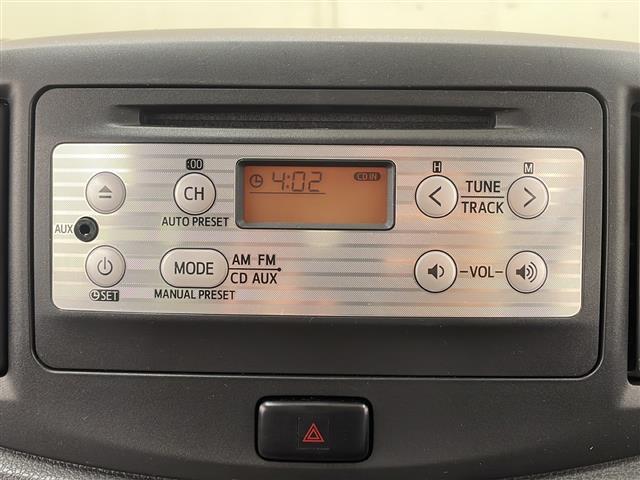 :00
H
M
4:02
CD IN
CH
TUNE
TRACK
AUTO PRESET
AUX
MODE
AM FM
CD AUX
-VOL-
SET
MANUAL PRESET